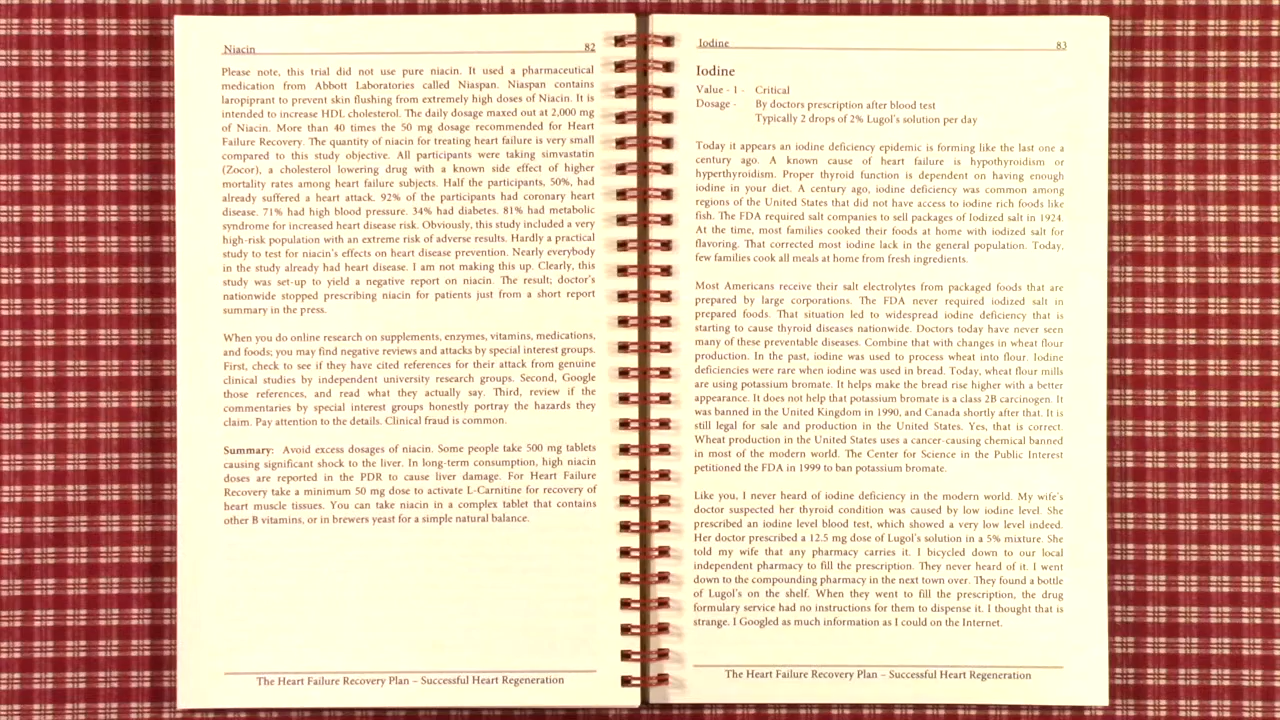 Niacin 82
Please note, this trial did not use pure niacin. It used a pharmaceutical
medication from Abbott Laboratories called Niaspan. Niaspan contains
laropiprant to prevent skin flushing from extremely high doses of Niacin. It is
intended to increase HDL cholesterol. The daily dosage maxed out at 2,000 mg
of Niacin. More than 40 times the 50 mg dosage recommended for Heart
Failure Recovery. The quantity of niacin for treating heart failure is very small
compared to this study objective. All participants were taking simvastatin
(Zocor), a cholesterol lowering drug with a known side effect of higher
mortality rates among heart failure subjects. Half the participants, 50%, had
already suffered a heart attack. 92% of the participants had coronary heart
disease. 71% had high blood pressure. 34% had diabetes. 81% had metabolic
syndrome for increased heart disease risk. Obviously, this study included a very
high-risk population with an extreme risk of adverse results. Hardly a practical
study to test for niacin's effects on heart disease prevention. Nearly everybody
in the study already had heart disease. I am not making this up. Clearly, this
study was set-up to yield a negative report on niacin. The result; doctor's
nationwide stopped prescribing niacin for patients just from a short report
summary in the press.
When you do online research on supplements, enzymes, vitamins, medications,
and foods; you may find negative reviews and attacks by special interest groups.
First, check to see if they have cited references for their attack from genuine
clinical studies by independent university research groups. Second, Google
those references, and read what they actually say. Third, review if the
commentaries by special interest groups honestly portray the hazards they
claim. Pay attention to the details. Clinical fraud is common.
Summary: Avoid excess dosages of niacin. Some people take 500 mg tablets
causing significant shock to the liver. In long-term consumption, high niacin
doses are reported in the PDR to cause liver damage. For Heart Failure
Recovery take a minimum 50 mg dose to activate L-Carnitine for recovery of
heart muscle tissues. You can take niacin in a complex tablet that contains
other B vitamins, or in brewers yeast for a simple natural balance.
The Heart Failure Recovery Plan – Successful Heart Regeneration
Iodine 83
Iodine
Value - 1 - Critical
Dosage - By doctors prescription after blood test
Typically 2 drops of 2% Lugol's solution per day
Today it appears an iodine deficiency epidemic is forming like the last one a
century ago. A known cause of heart failure is hypothyroidism or
hyperthyroidism. Proper thyroid function is dependent on having enough
iodine in your diet. A century ago, iodine deficiency was common among
regions of the United States that did not have access to iodine rich foods like
fish. The FDA required salt companies to sell packages of Iodized salt in 1924.
At the time, most families cooked their foods at home with iodized salt for
flavoring. That corrected most iodine lack in the general population. Today,
few families cook all meals at home from fresh ingredients.
Most Americans receive their salt electrolytes from packaged foods that are
prepared by large corporations. The FDA never required iodized salt in
prepared foods. That situation led to widespread iodine deficiency that is
starting to cause thyroid diseases nationwide. Doctors today have never seen
many of these preventable diseases. Combine that with changes in wheat flour
production. In the past, iodine was used to process wheat into flour. Iodine
deficiencies were rare when iodine was used in bread. Today, wheat flour mills
are using potassium bromate. It helps make the bread rise higher with a better
appearance. It does not help that potassium bromate is a class 2B carcinogen. It
was banned in the United Kingdom in 1990, and Canada shortly after that. It is
still legal for sale and production in the United States. Yes, that is correct.
Wheat production in the United States uses a cancer-causing chemical banned
in most of the modern world. The Center for Science in the Public Interest
petitioned the FDA in 1999 to ban potassium bromate.
Like you, I never heard of iodine deficiency in the modern world. My wife's
doctor suspected her thyroid condition was caused by low iodine level. She
prescribed an iodine level blood test, which showed a very low level indeed.
Her doctor prescribed a 12.5 mg dose of Lugol's solution in a 5% mixture. She
told my wife that any pharmacy carries it. I bicycled down to our local
independent pharmacy to fill the prescription. They never heard of it. I went
down to the compounding pharmacy in the next town over. They found a bottle
of Lugol's on the shelf. When they went to fill the prescription, the drug
formulary service had no instructions for them to dispense it. I thought that is
strange. I Googled as much information as I could on the Internet.
The Heart Failure Recovery Plan – Successful Heart Regeneration